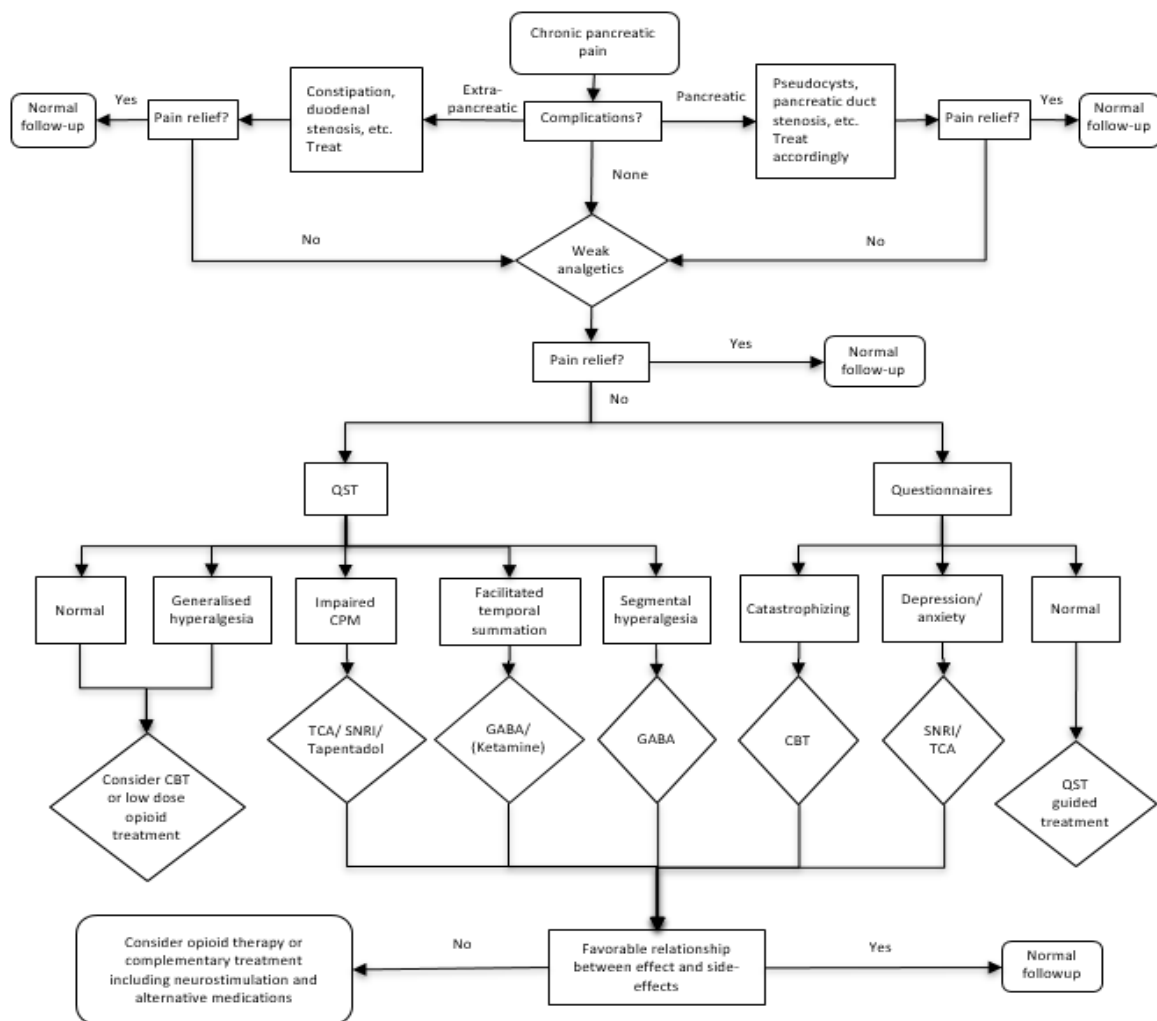 Chronic pancreatic
pain
Normal
follow-up
Yes
Pain relief?
Constipation,
duodenal
stenosis, etc.
Treat
Extra-
pancreatic
Complications?
Pancreatic
Pseudocysts,
pancreatic duct
stenosis, etc.
Treat
accordingly
Pain relief?
Yes
Normal
follow-up
None
No
Weak
analgetics
No
Pain relief?
Yes
Normal
follow-up
No
QST
Questionnaires
Normal
Generalised
hyperalgesia
Impaired
CPM
Facilitated
temporal
summation
Segmental
hyperalgesia
Catastrophizing
Depression/
anxiety
Normal
Consider CBT
or low dose
opioid
treatment
TCA/ SNRI/
Tapentadol
GABA/
(Ketamine)
GABA
CBT
SNRI/
TCA
QST
guided
treatment
Consider opioid therapy or
complementary treatment
including neurostimulation and
alternative medications
No
Favorable relationship
between effect and side-
effects
Yes
Normal
followup